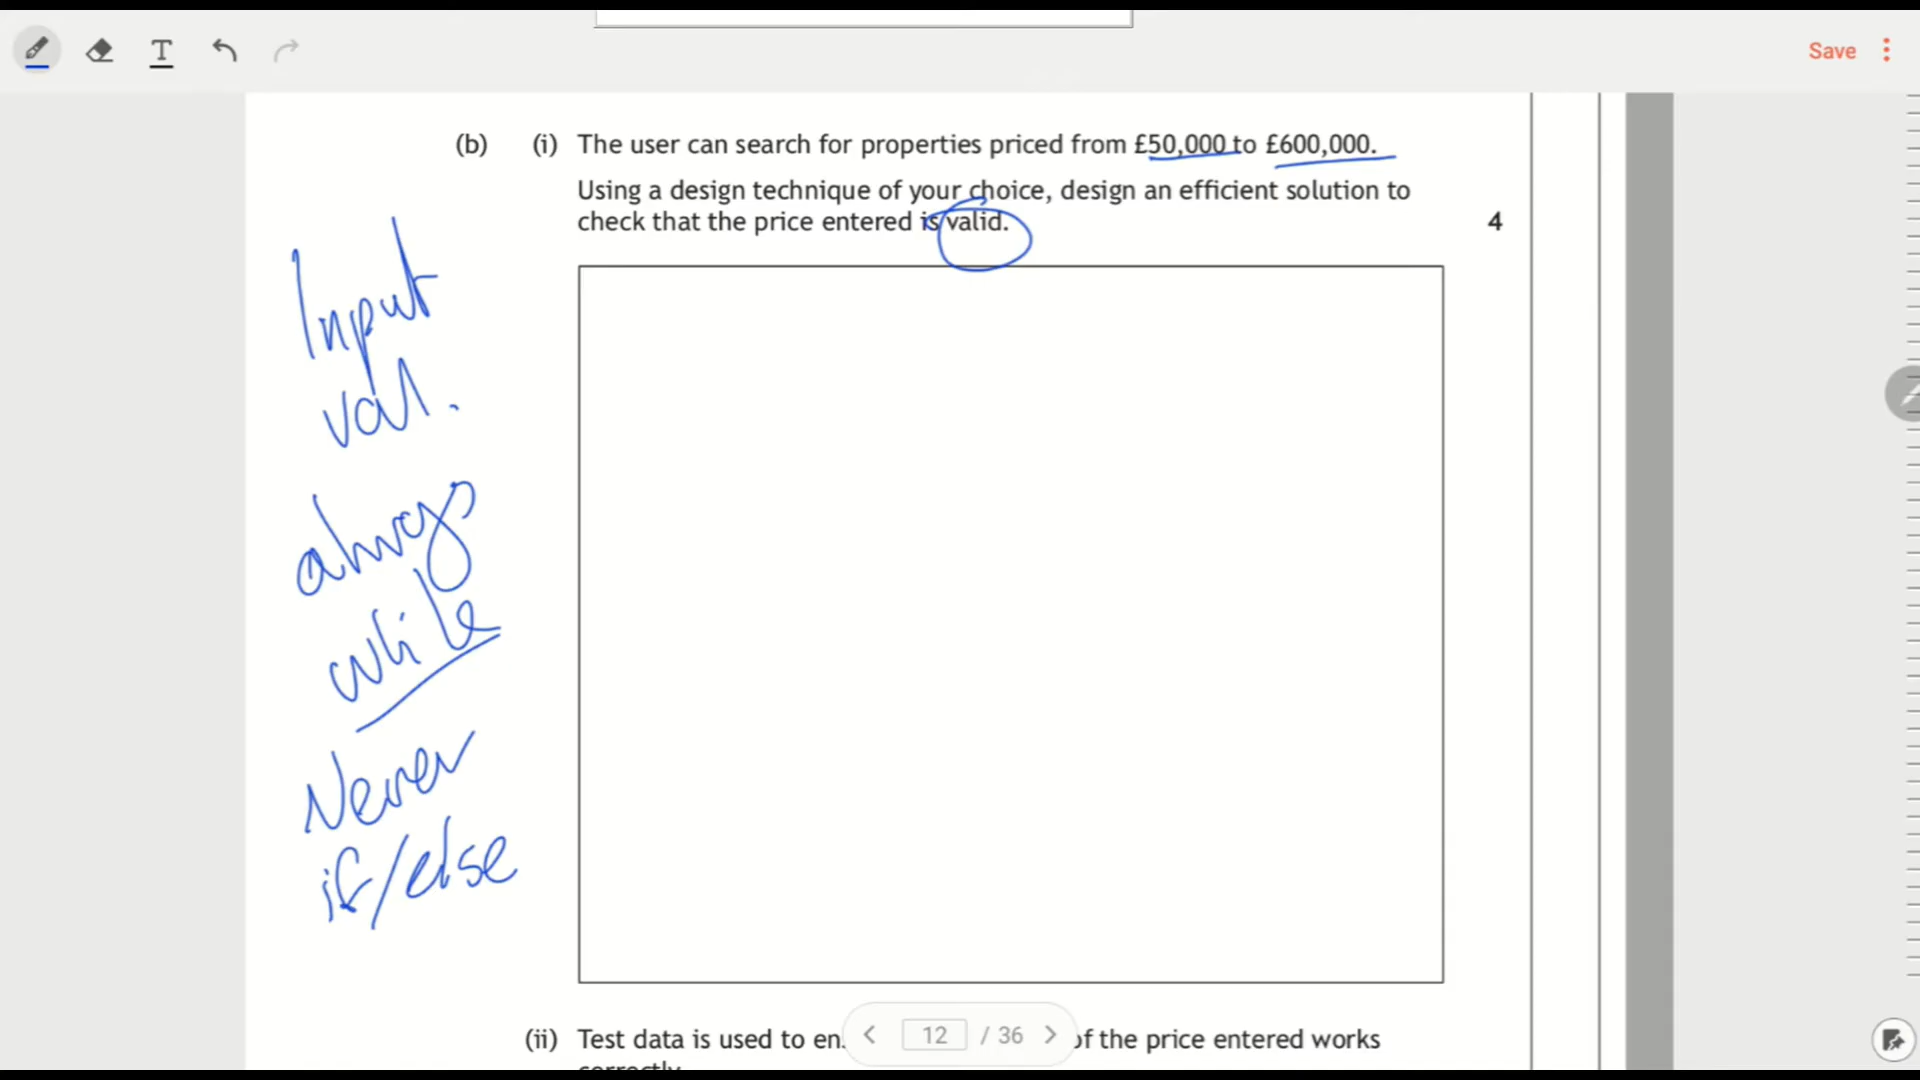 T
Save
(b) (i) The user can search for properties priced from £50,000 to £600,000.
Using a design technique of your choice, design an efficient solution to
check that the price entered is valid.
4
Input
val.
always
while
Never
if/else
(ii) Test data is used to en
of the price entered works
correctly.
12 / 36